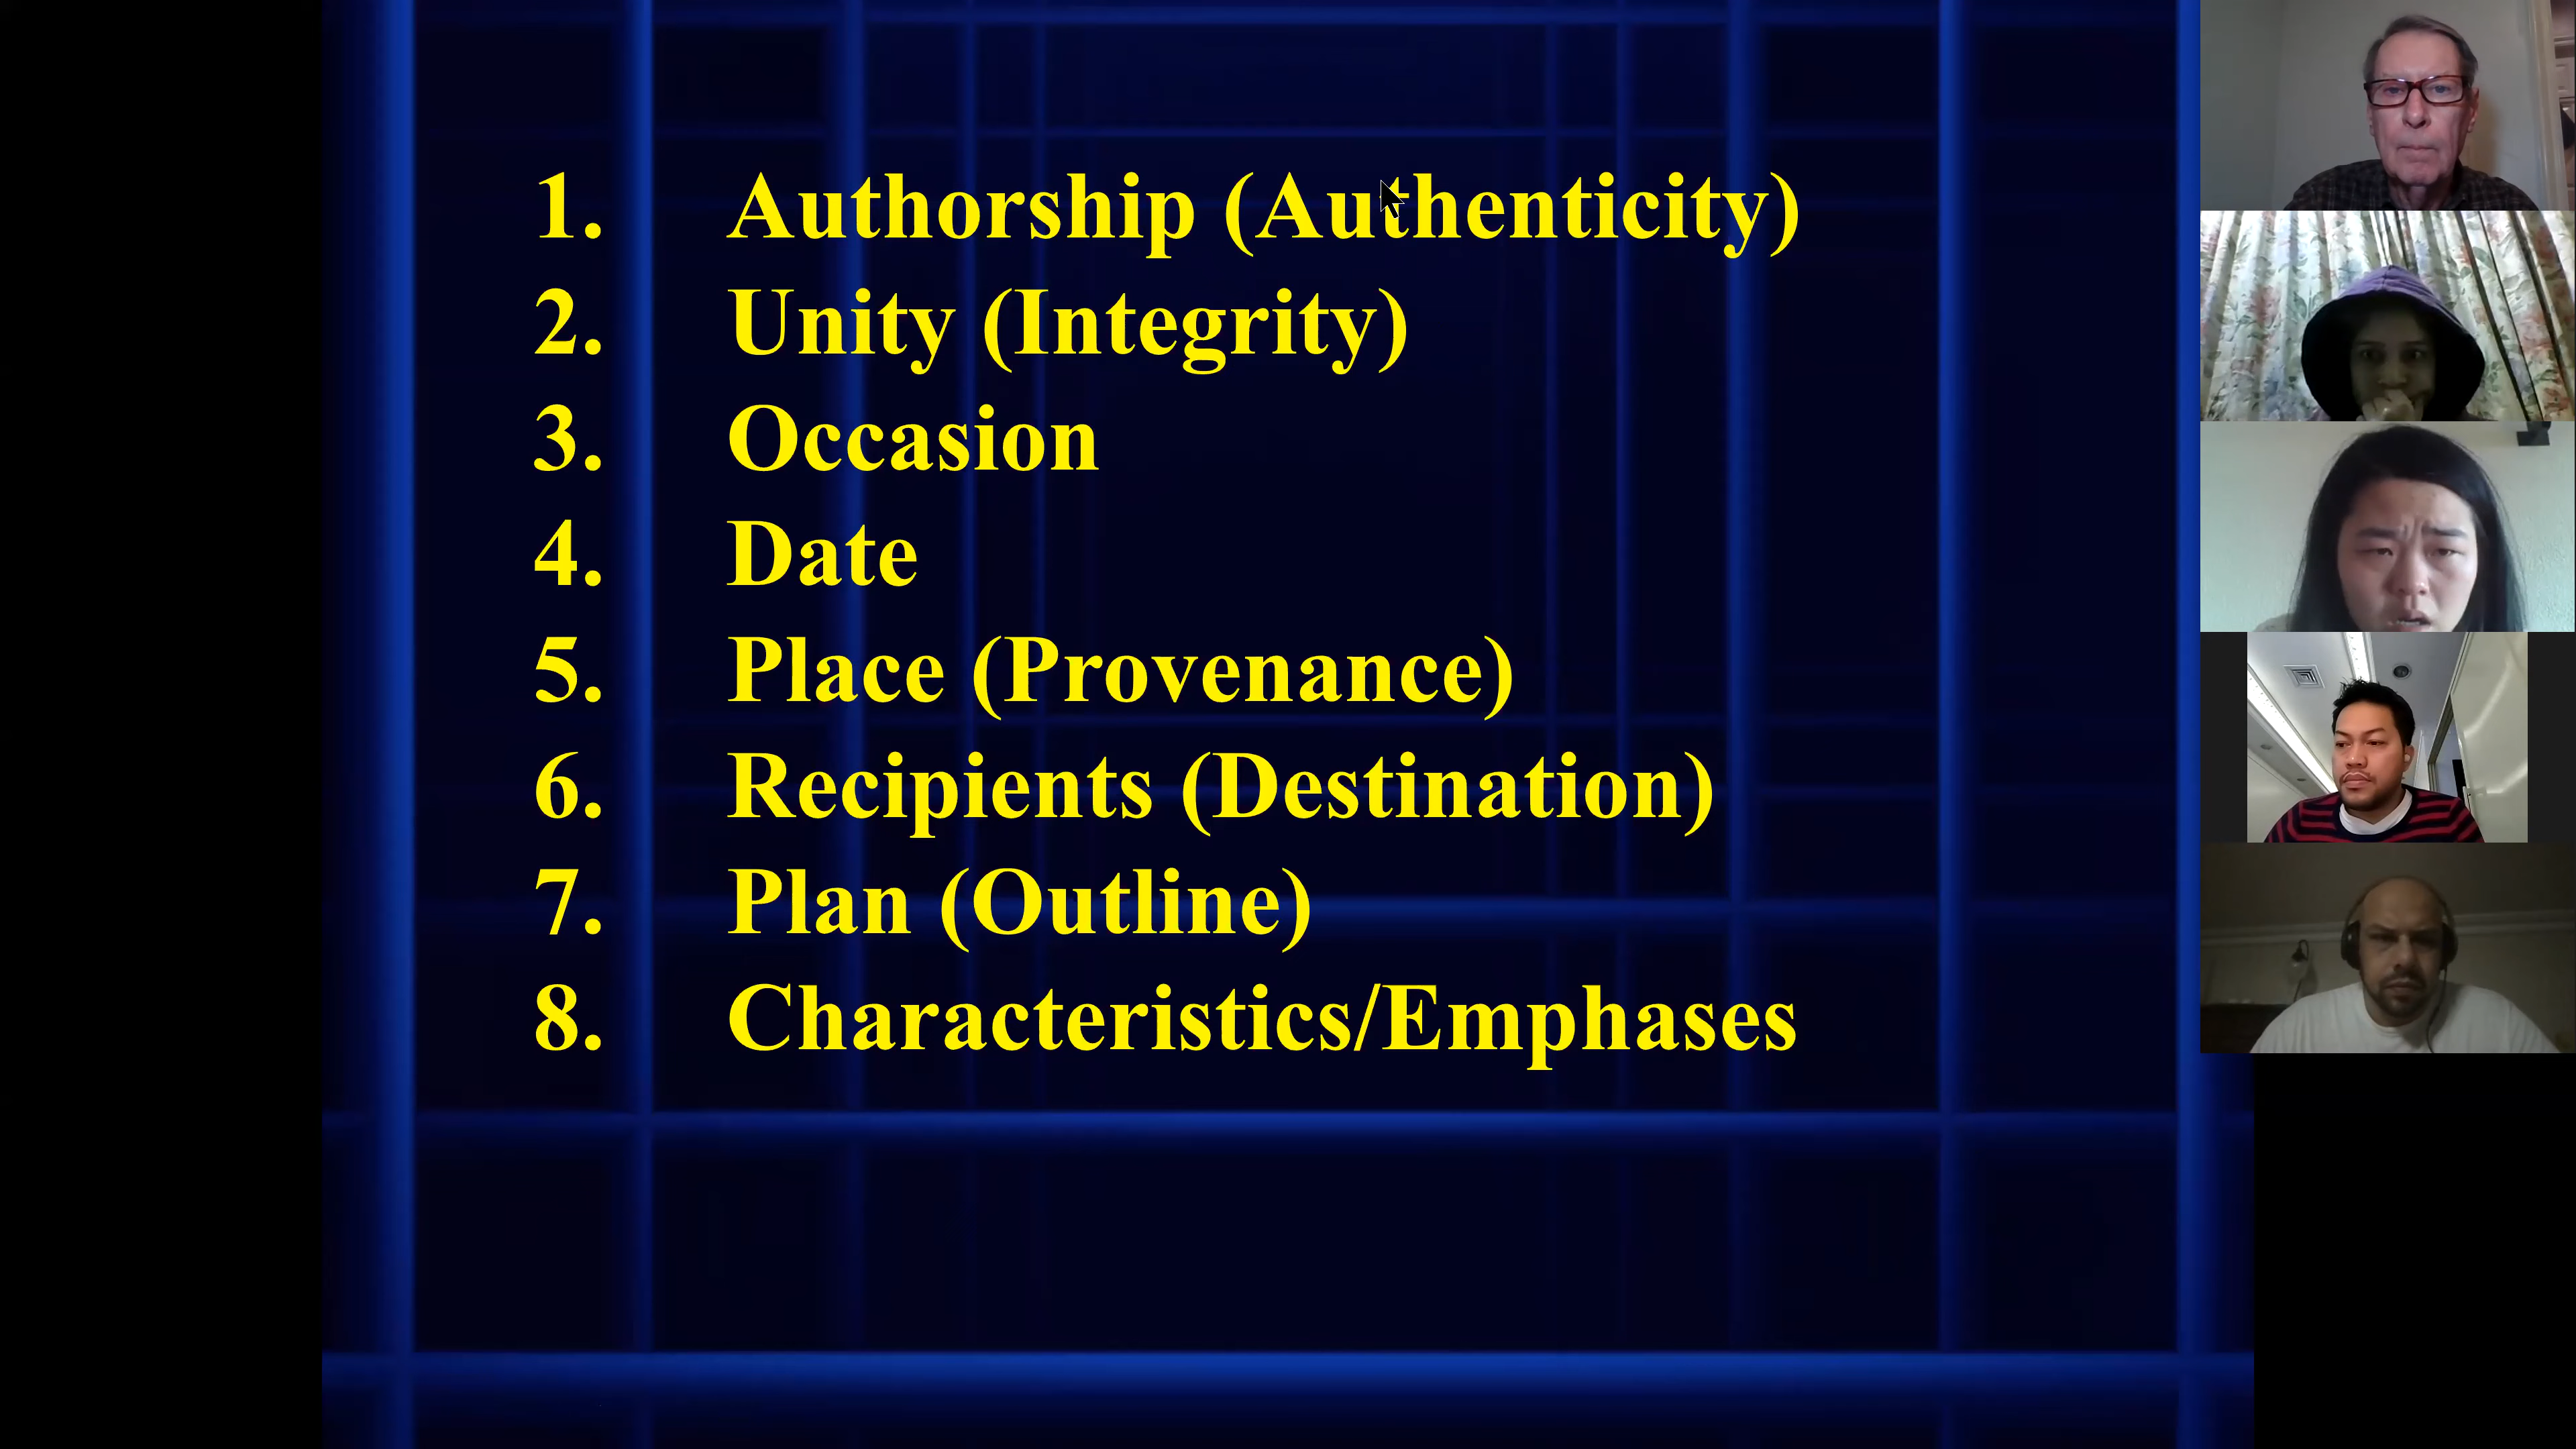 1. Authorship (Authenticity)
2. Unity (Integrity)
3. Occasion
4. Date
5. Place (Provenance)
6. Recipients (Destination)
7. Plan (Outline)
8. Characteristics/Emphases